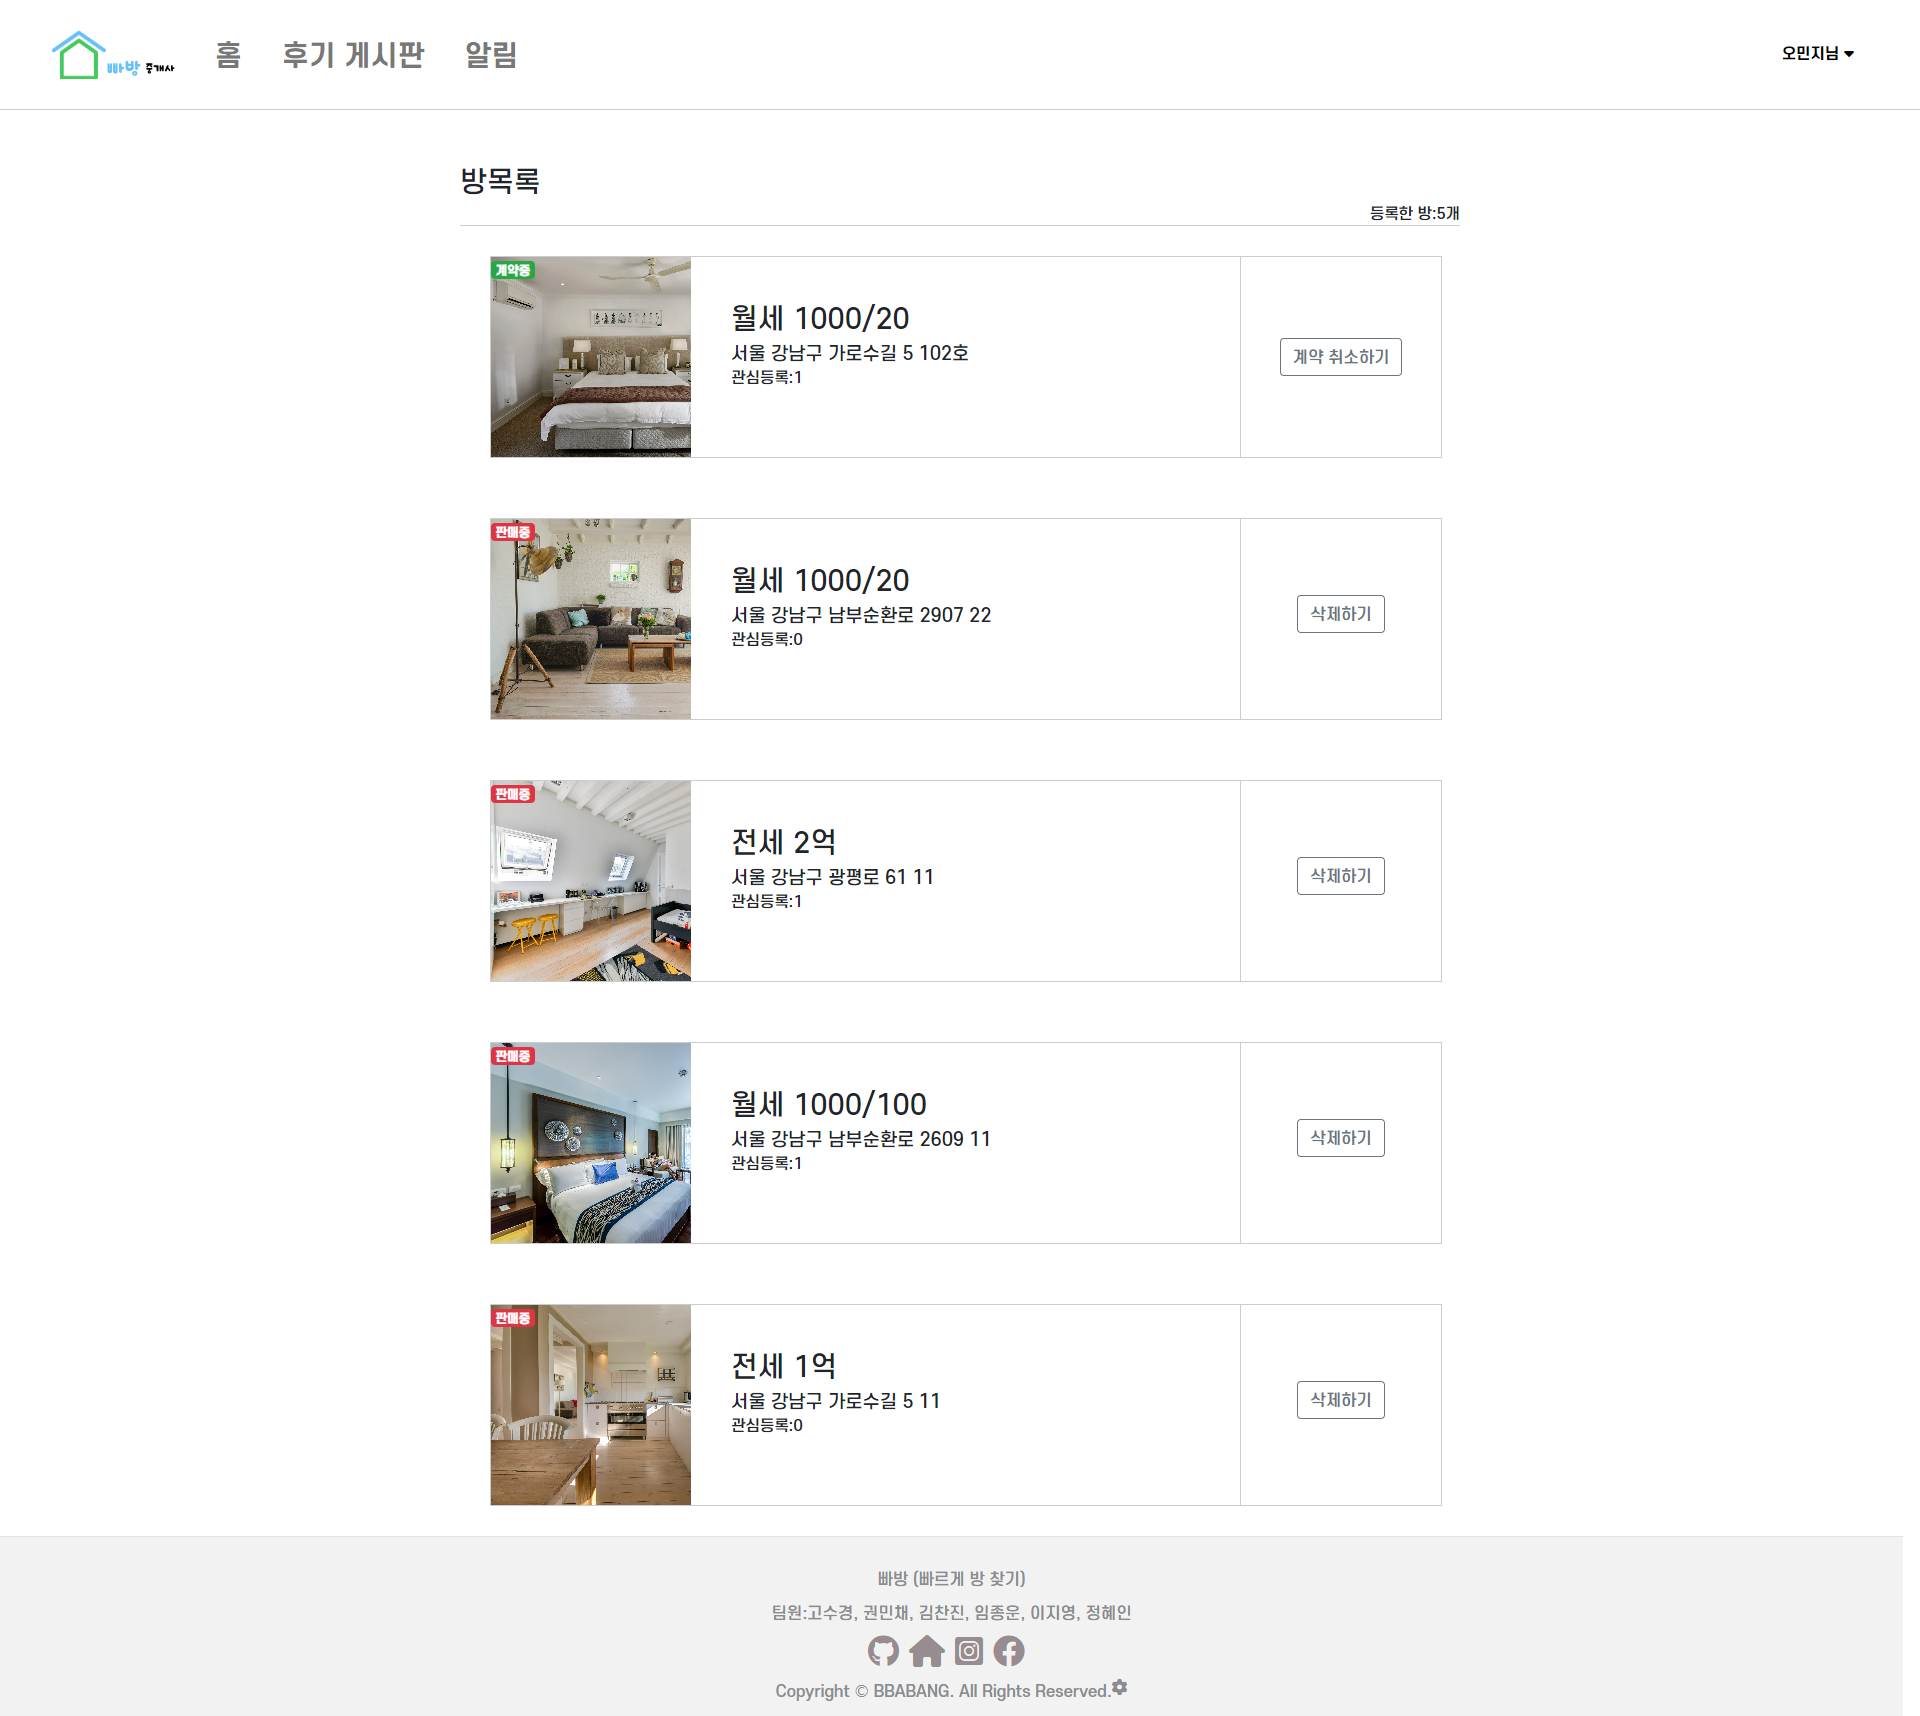 빠방 중개사
홈 후기 게시판 알림
오민지님
방목록
등록한 방:5개
계약중
월세 1000/20
서울 강남구 가로수길 5 102호
관심등록:1
계약 취소하기
판매중
월세 1000/20
서울 강남구 남부순환로 2907 22
관심등록:0
삭제하기
판매중
전세 2억
서울 강남구 광평로 61 11
관심등록:1
삭제하기
판매중
월세 1000/100
서울 강남구 남부순환로 2609 11
관심등록:1
삭제하기
판매중
전세 1억
서울 강남구 가로수길 5 11
관심등록:0
삭제하기
빠방 (빠르게 방 찾기)
팀원:고수경, 권민채, 김찬진, 임종운, 이지영, 정혜인
Copyright © BBABANG. All Rights Reserved.